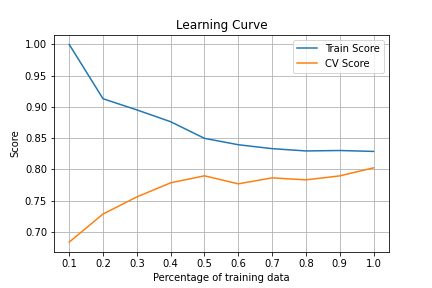 Learning Curve
Train Score
CV Score
1.00
0.95
0.90
0.85
0.80
0.75
0.70
Score
0.1 0.2 0.3 0.4 0.5 0.6 0.7 0.8 0.9 1.0
Percentage of training data